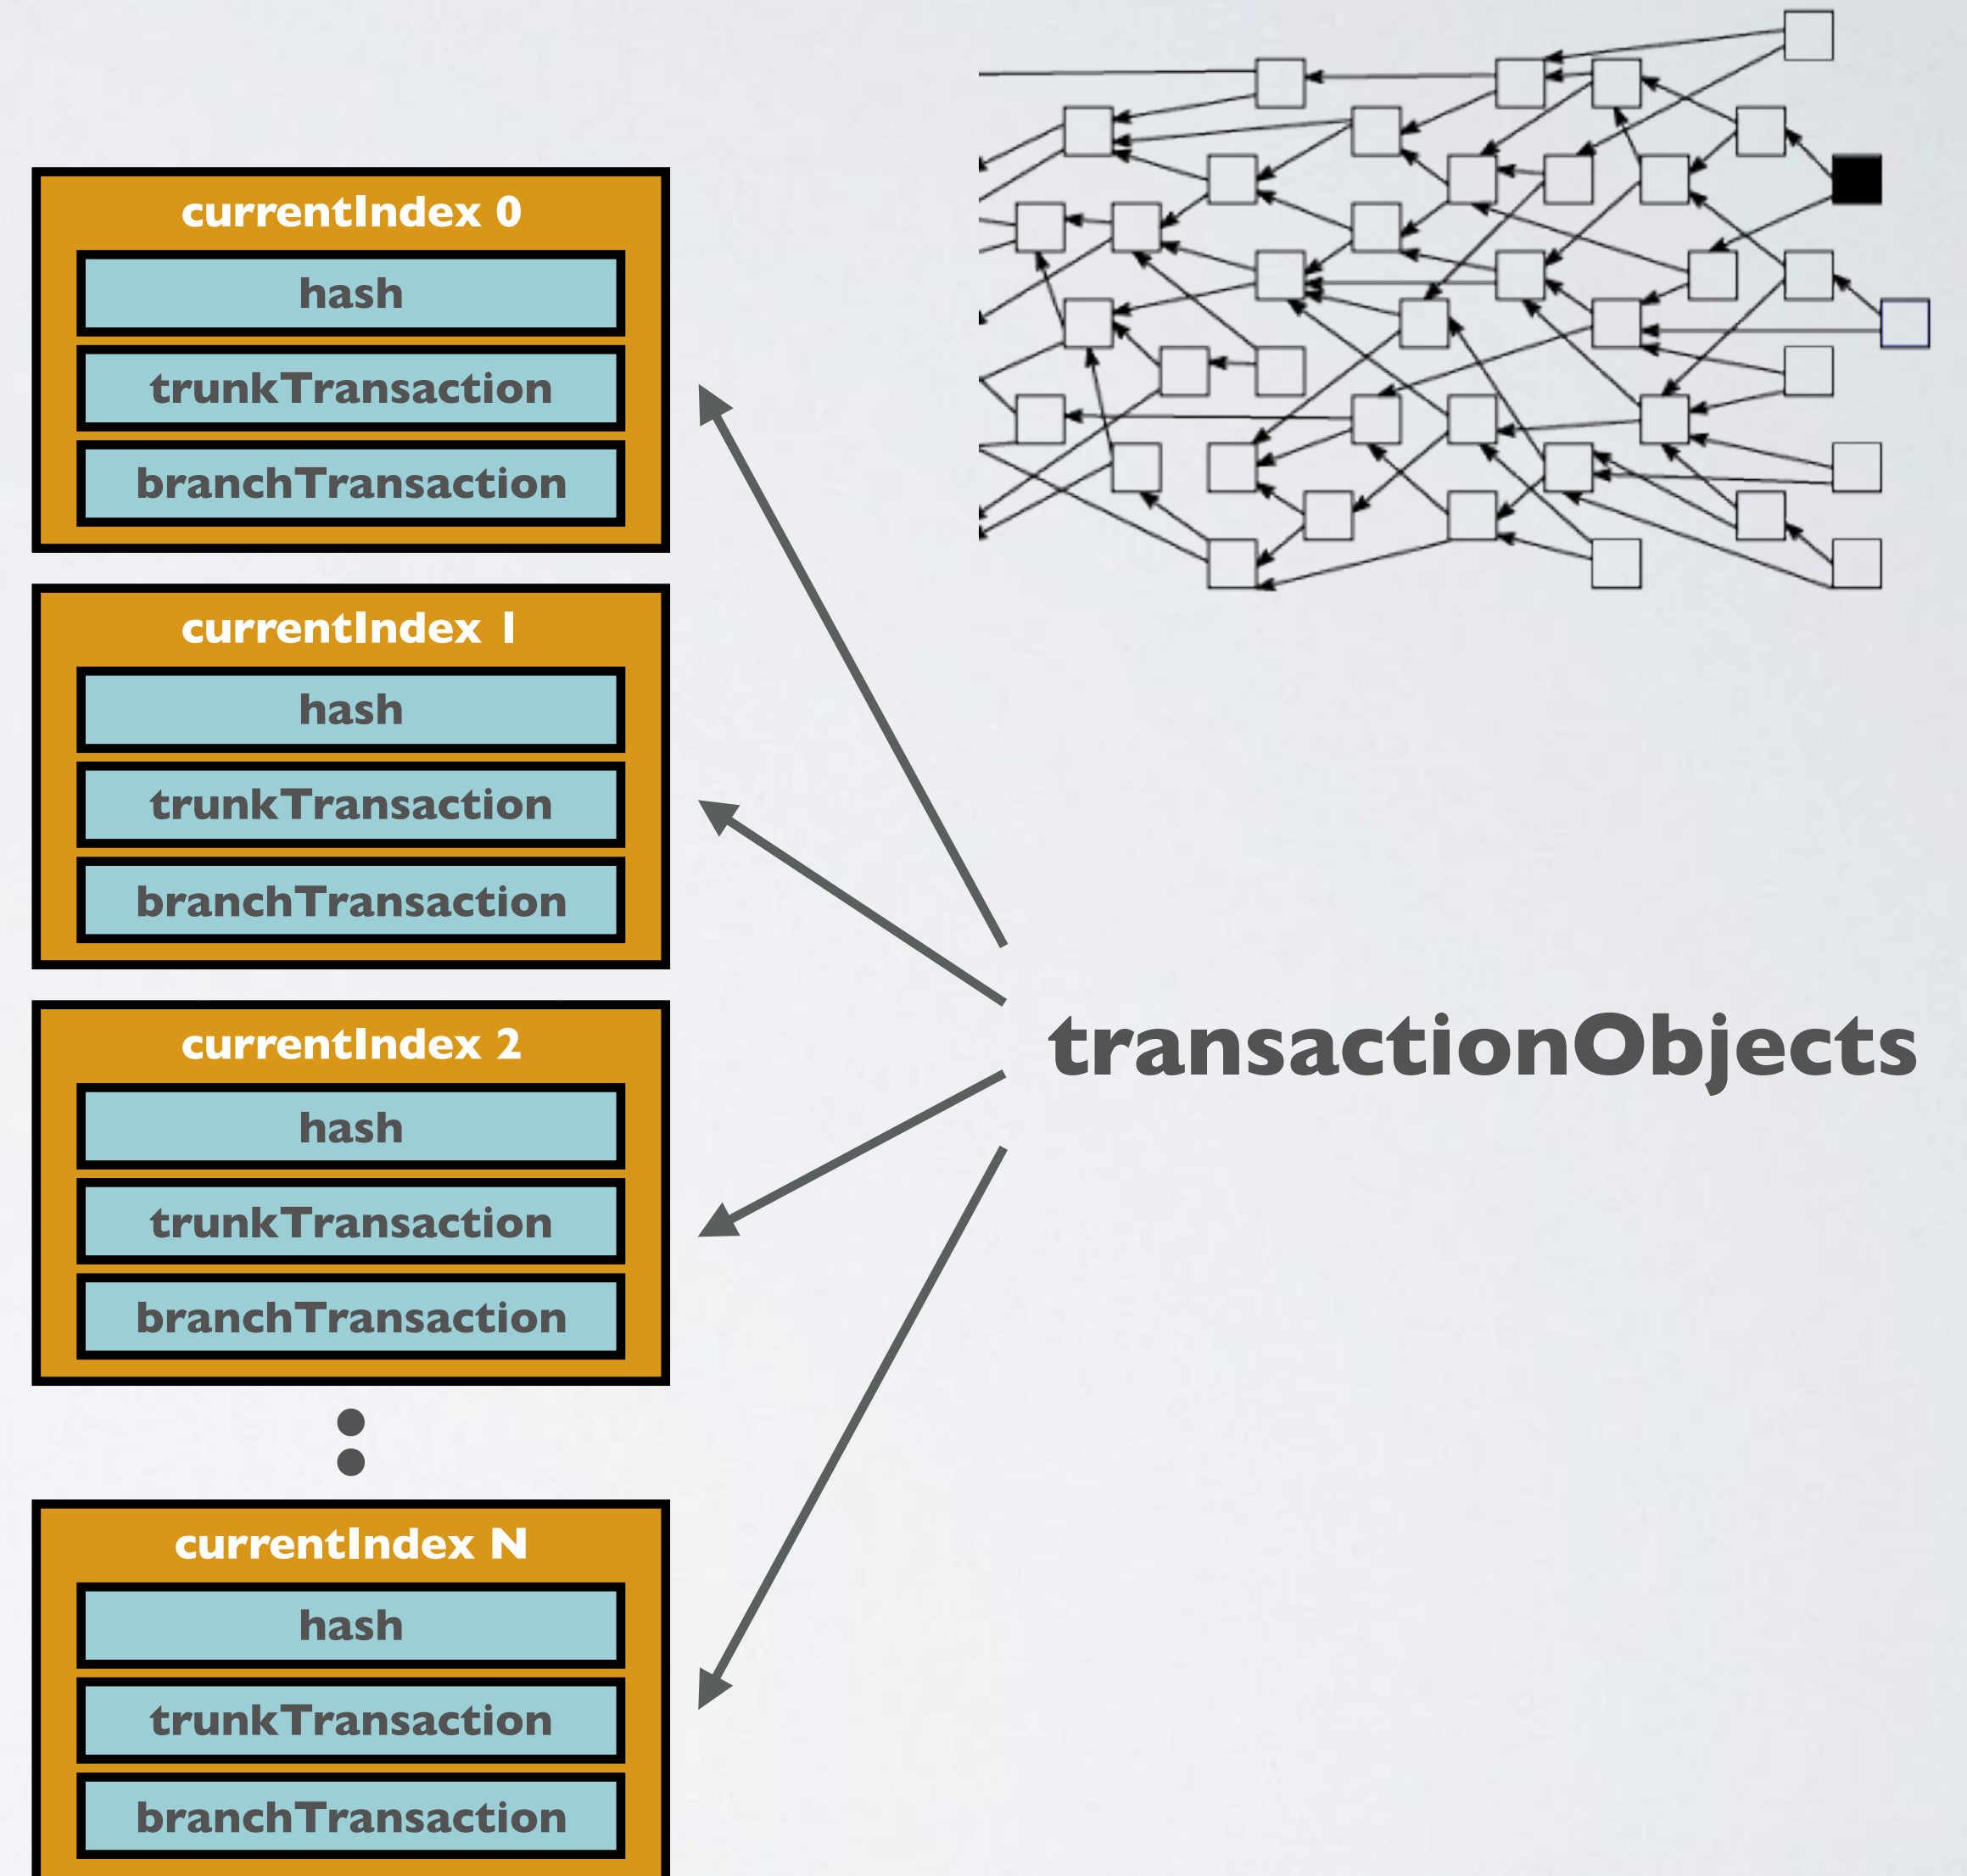 currentIndex 0
hash
trunkTransaction
branchTransaction
currentIndex 1
hash
trunkTransaction
branchTransaction
transactionObjects
currentIndex 2
hash
trunkTransaction
branchTransaction
currentIndex N
hash
trunkTransaction
branchTransaction